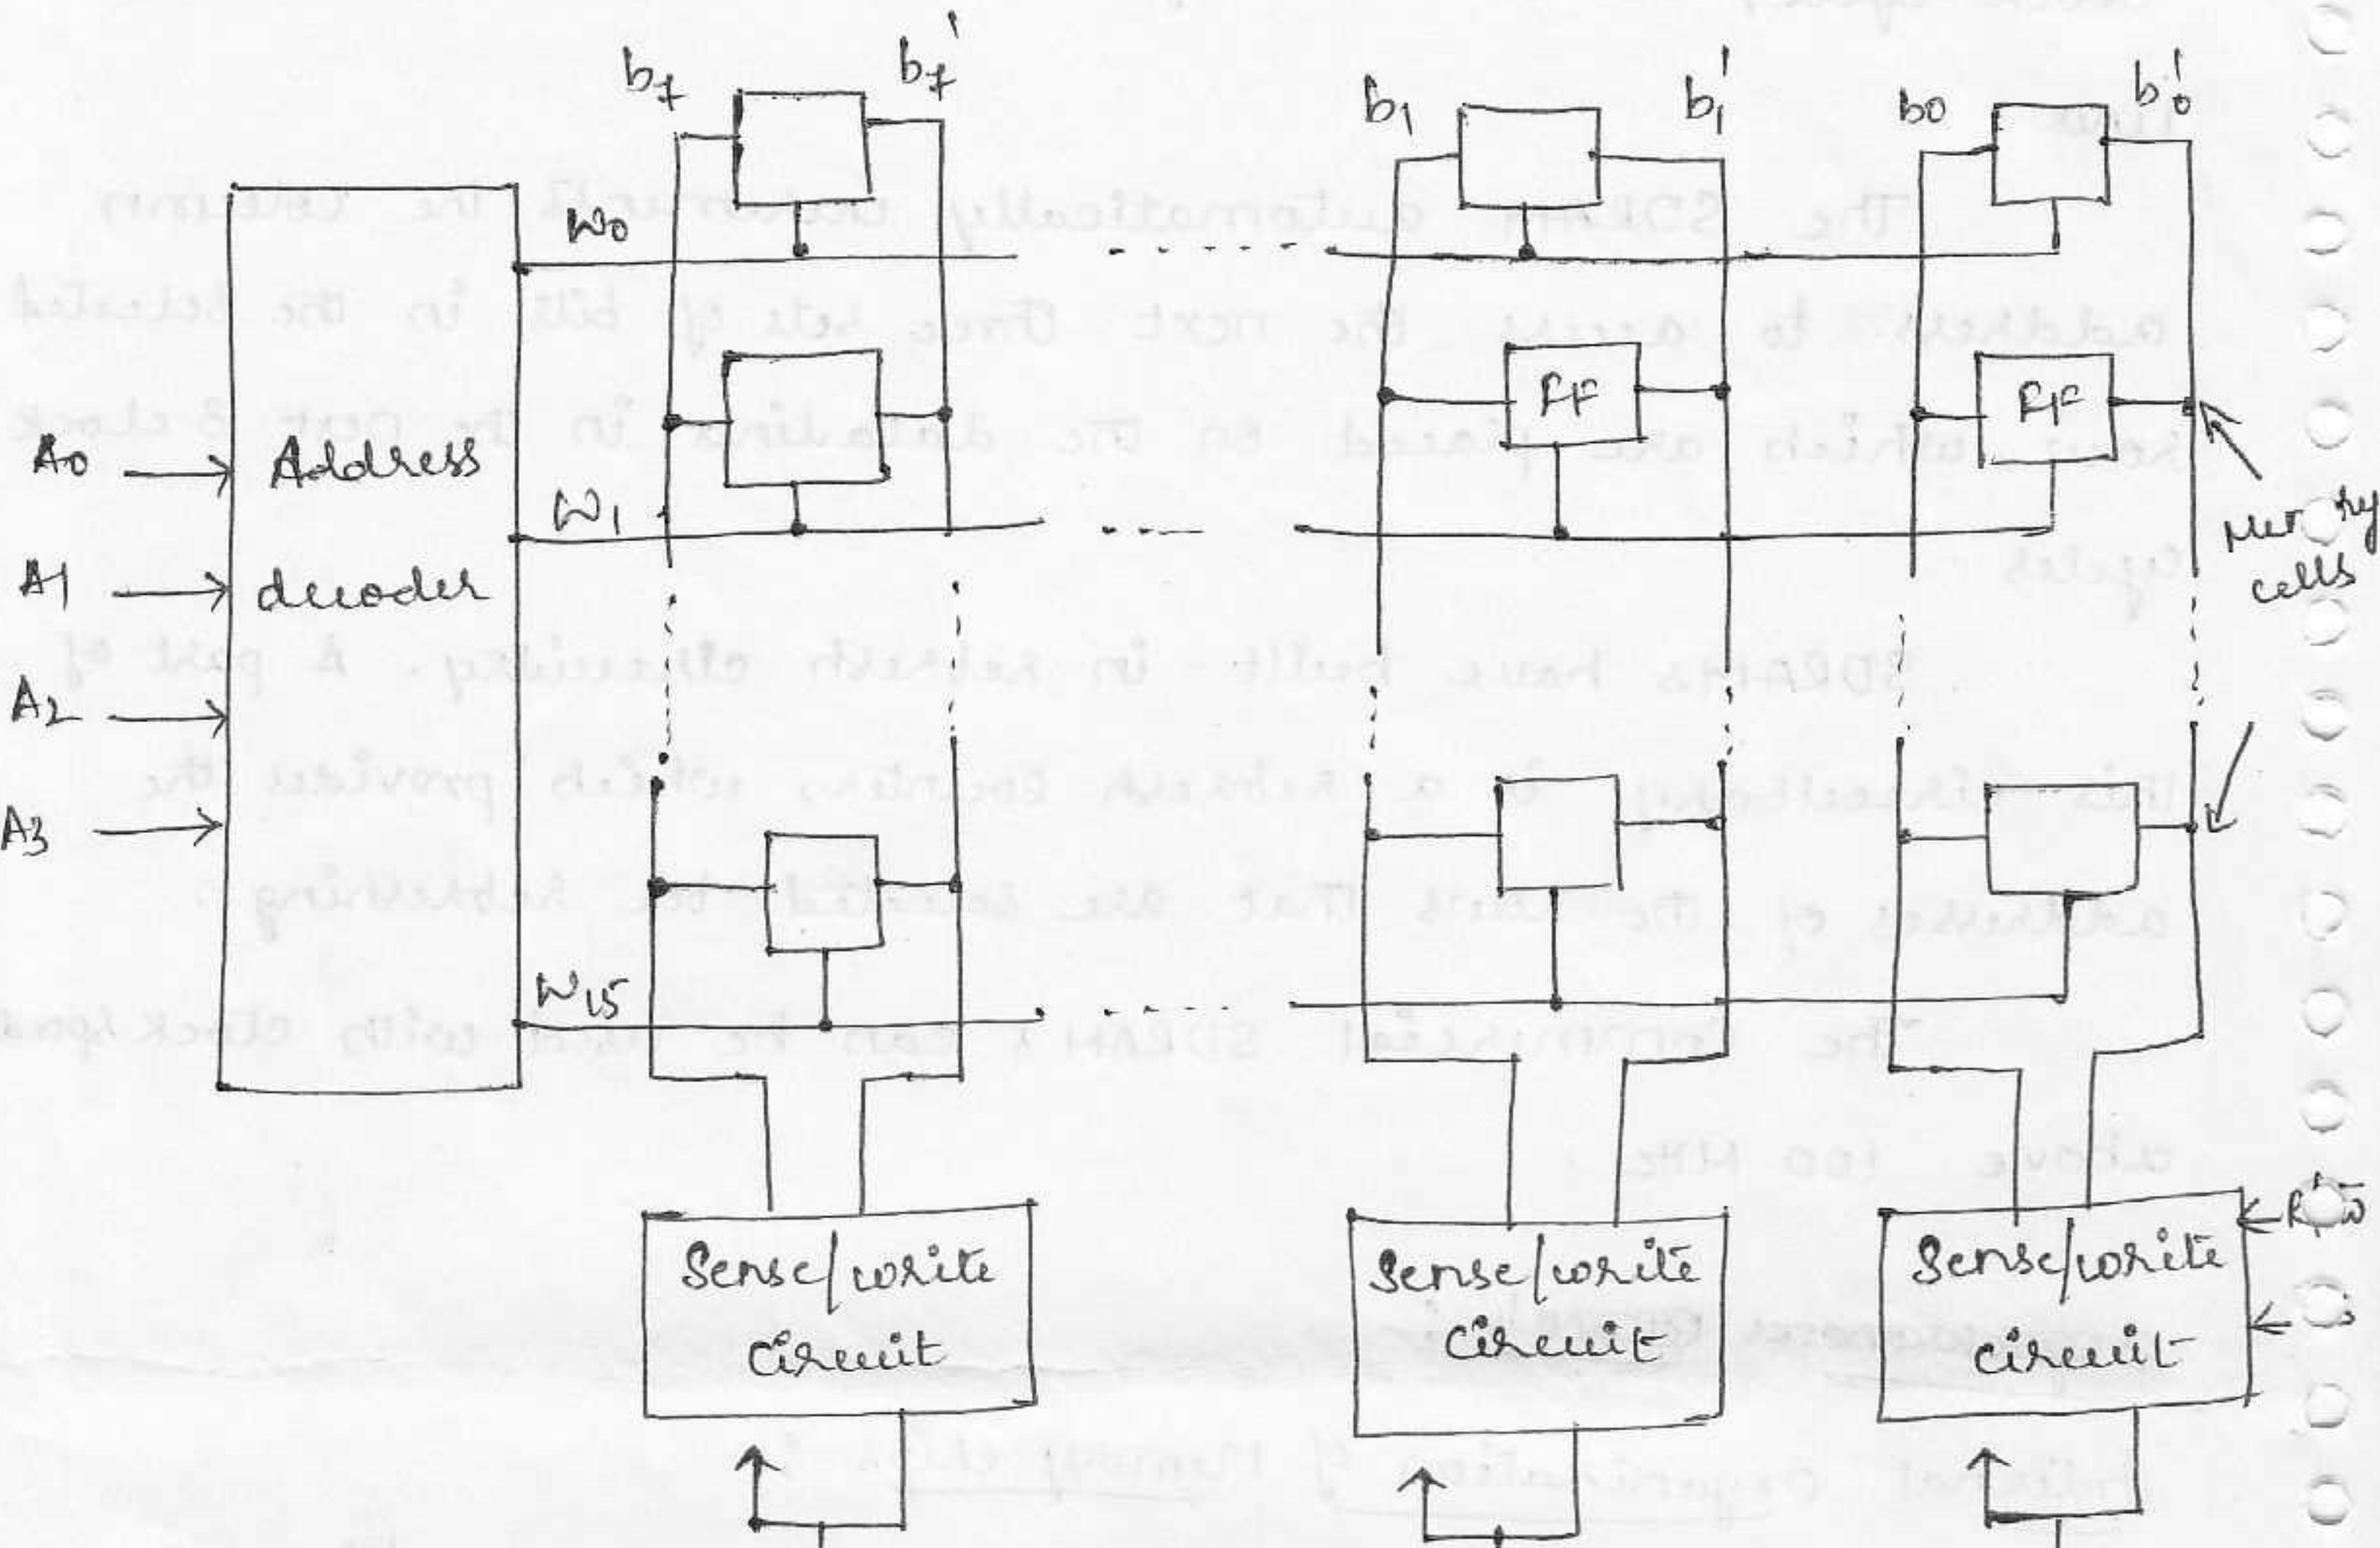 b7 b7'
b1 b1'
b0 b0'
W0
A0 Address
FF FF
W1
Memory
cells
A1 decoder
A2
A3
W15
Sense/write
circuit
Sense/write
circuit
Sense/write
circuit